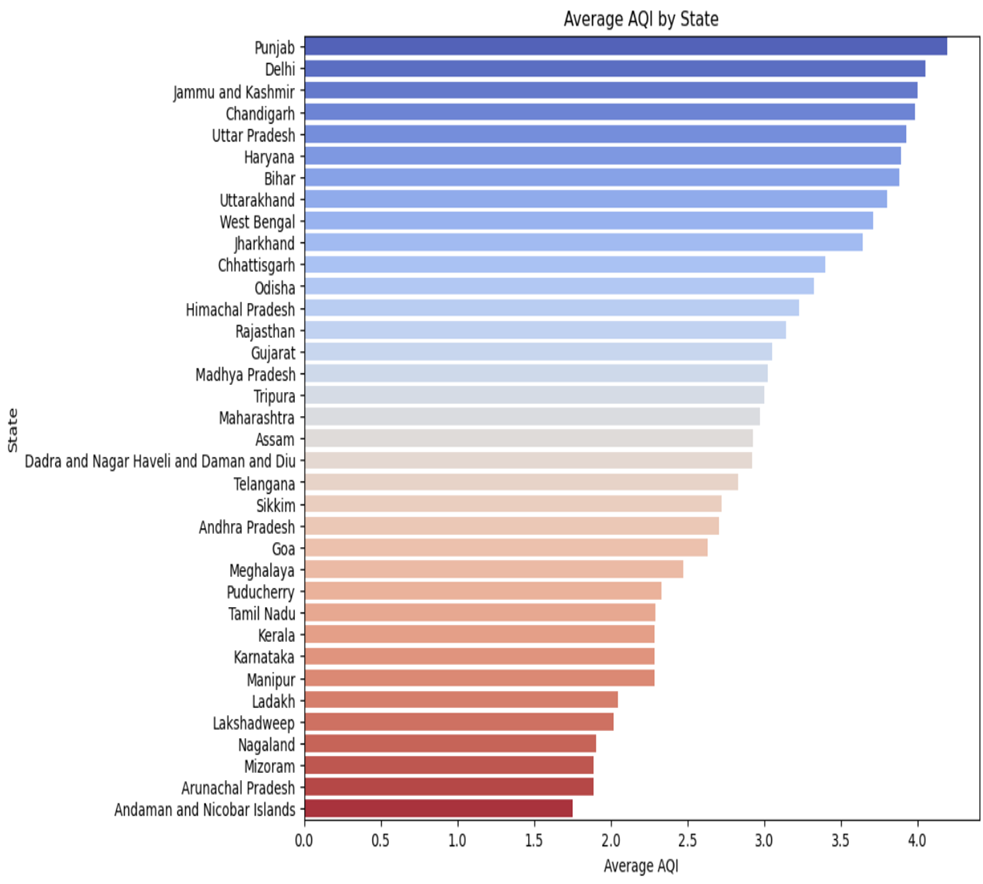 Average AQI by State
Punjab
Delhi
Jammu and Kashmir
Chandigarh
Uttar Pradesh
Haryana
Bihar
Uttarakhand
West Bengal
Jharkhand
Chhattisgarh
Odisha
Himachal Pradesh
Rajasthan
Gujarat
Madhya Pradesh
Tripura
Maharashtra
Assam
Dadra and Nagar Haveli and Daman and Diu
Telangana
Sikkim
Andhra Pradesh
Goa
Meghalaya
Puducherry
Tamil Nadu
Kerala
Karnataka
Manipur
Ladakh
Lakshadweep
Nagaland
Mizoram
Arunachal Pradesh
Andaman and Nicobar Islands
State
0.0 0.5 1.0 1.5 2.0 2.5 3.0 3.5 4.0
Average AQI